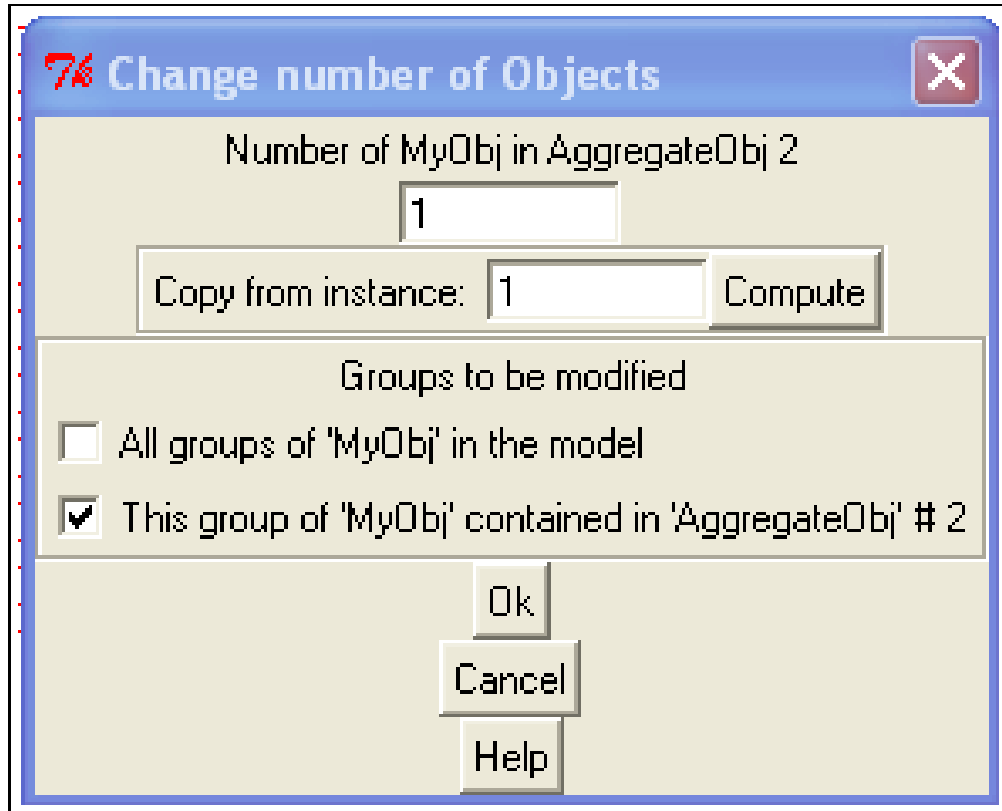 Tk Change number of Objects
Number of MyObj in AggregateObj 2
1
Copy from instance: 1 Compute
Groups to be modified
All groups of 'MyObj' in the model
This group of 'MyObj' contained in 'AggregateObj' # 2
Ok
Cancel
Help